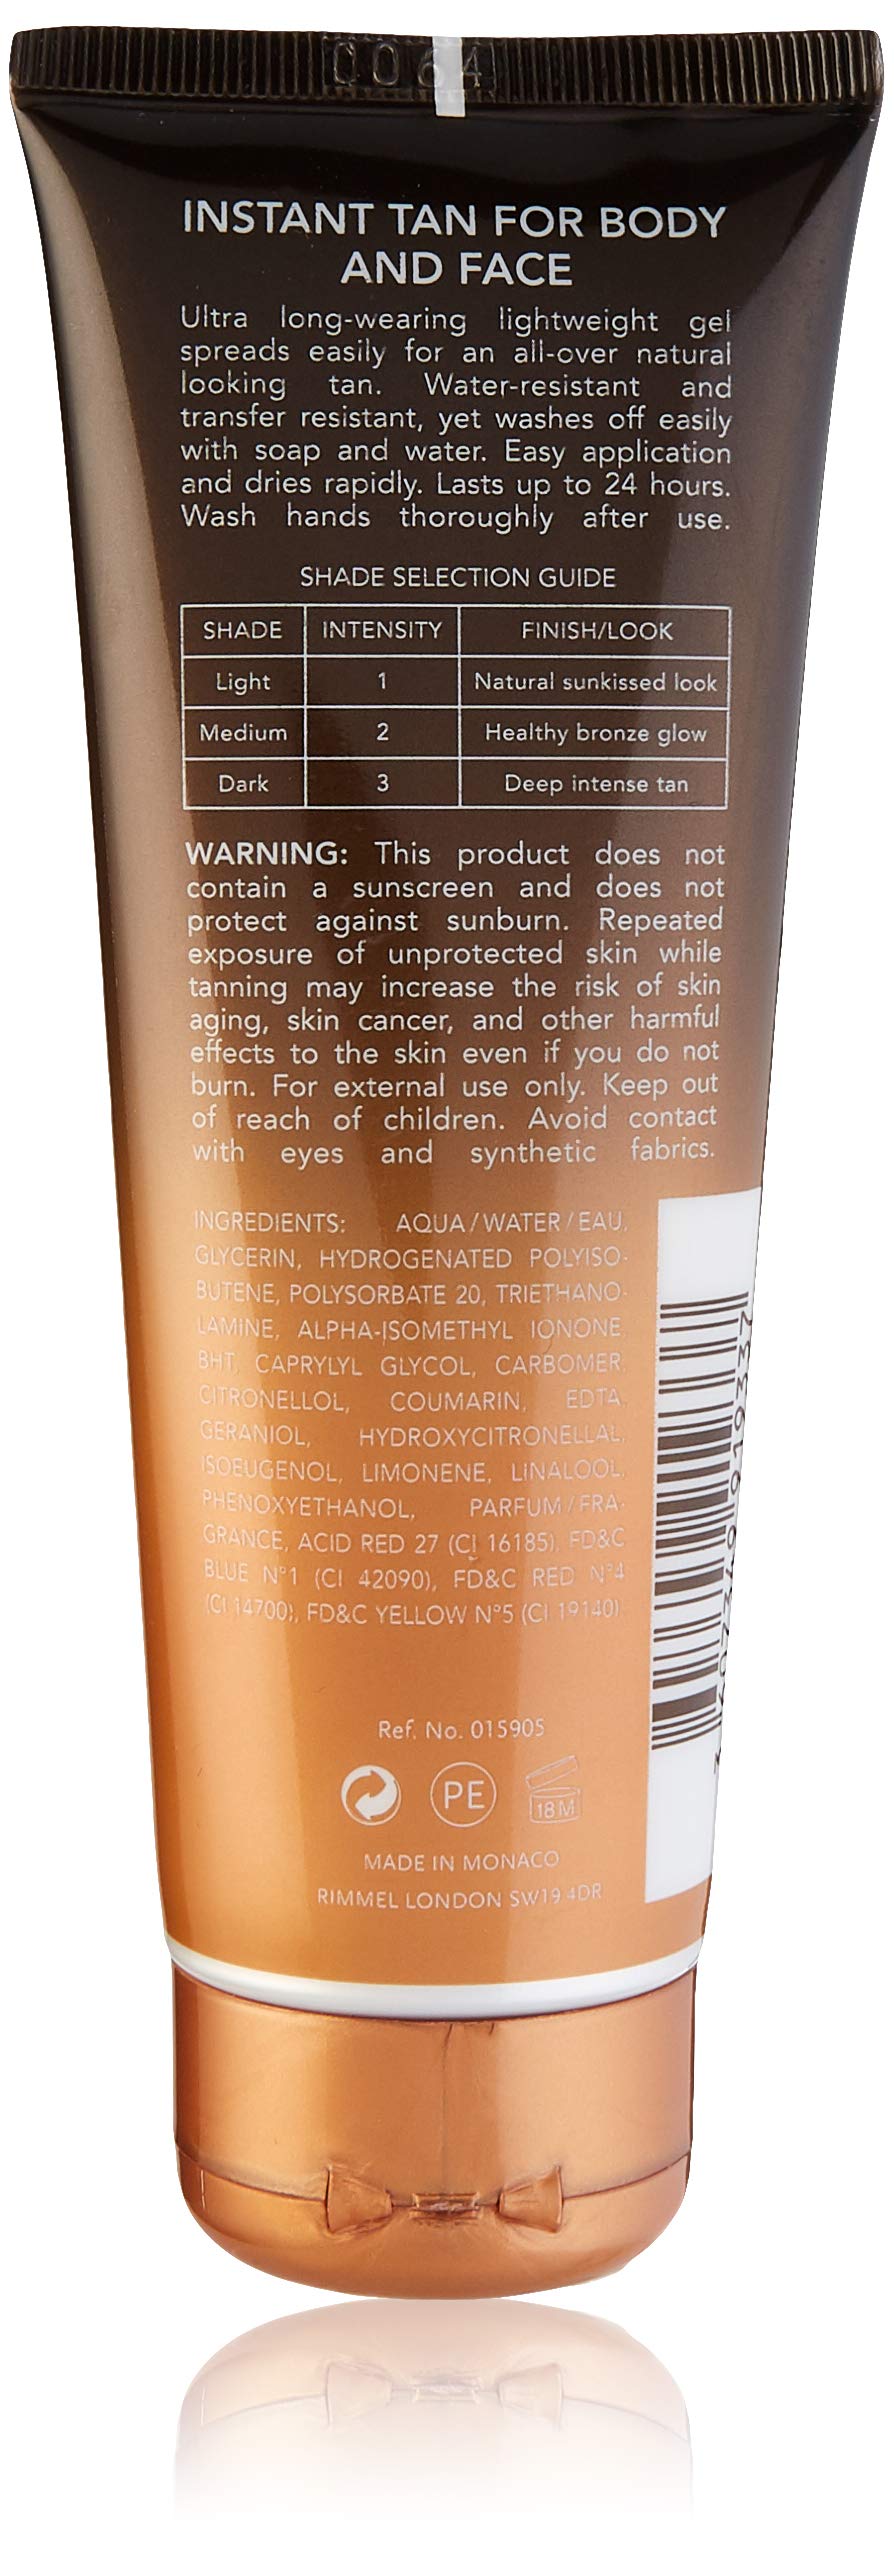 0064
INSTANT TAN FOR BODY
AND FACE
Ultra long-wearing lightweight gel
spreads easily for an all-over natural
looking tan. Water-resistant and
transfer resistant, yet washes off easily
with soap and water. Easy application
and dries rapidly. Lasts up to 24 hours.
Wash hands thoroughly after use.
SHADE SELECTION GUIDE
SHADE INTENSITY FINISH/LOOK
Light 1 Natural sunkissed look
Medium 2 Healthy bronze glow
Dark 3 Deep intense tan
WARNING: This product does not
contain a sunscreen and does not
protect against sunburn. Repeated
exposure of unprotected skin while
tanning may increase the risk of skin
aging, skin cancer, and other harmful
effects to the skin even if you do not
burn. For external use only. Keep out
of reach of children. Avoid contact
with eyes and synthetic fabrics.
INGREDIENTS: AQUA/WATER/EAU,
GLYCERIN, HYDROGENATED POLYISO-
BUTENE, POLYSORBATE 20, TRIETHANO-
LAMINE, ALPHA-ISOMETHYL IONONE,
BHT, CAPRYLYL GLYCOL, CARBOMER,
CITRONELLOL, COUMARIN, EDTA,
GERANIOL, HYDROXYCITRONELLAL,
ISOEUGENOL, LIMONENE, LINALOOL,
PHENOXYETHANOL, PARFUM/FRA-
GRANCE, ACID RED 27 (CI 16185), FD&C
BLUE N°1 (CI 42090), FD&C RED N°4
(CI 14700), FD&C YELLOW N°5 (CI 19140)
Ref. No. 015905
PE
18M
MADE IN MONACO
RIMMEL LONDON SW19 4DR